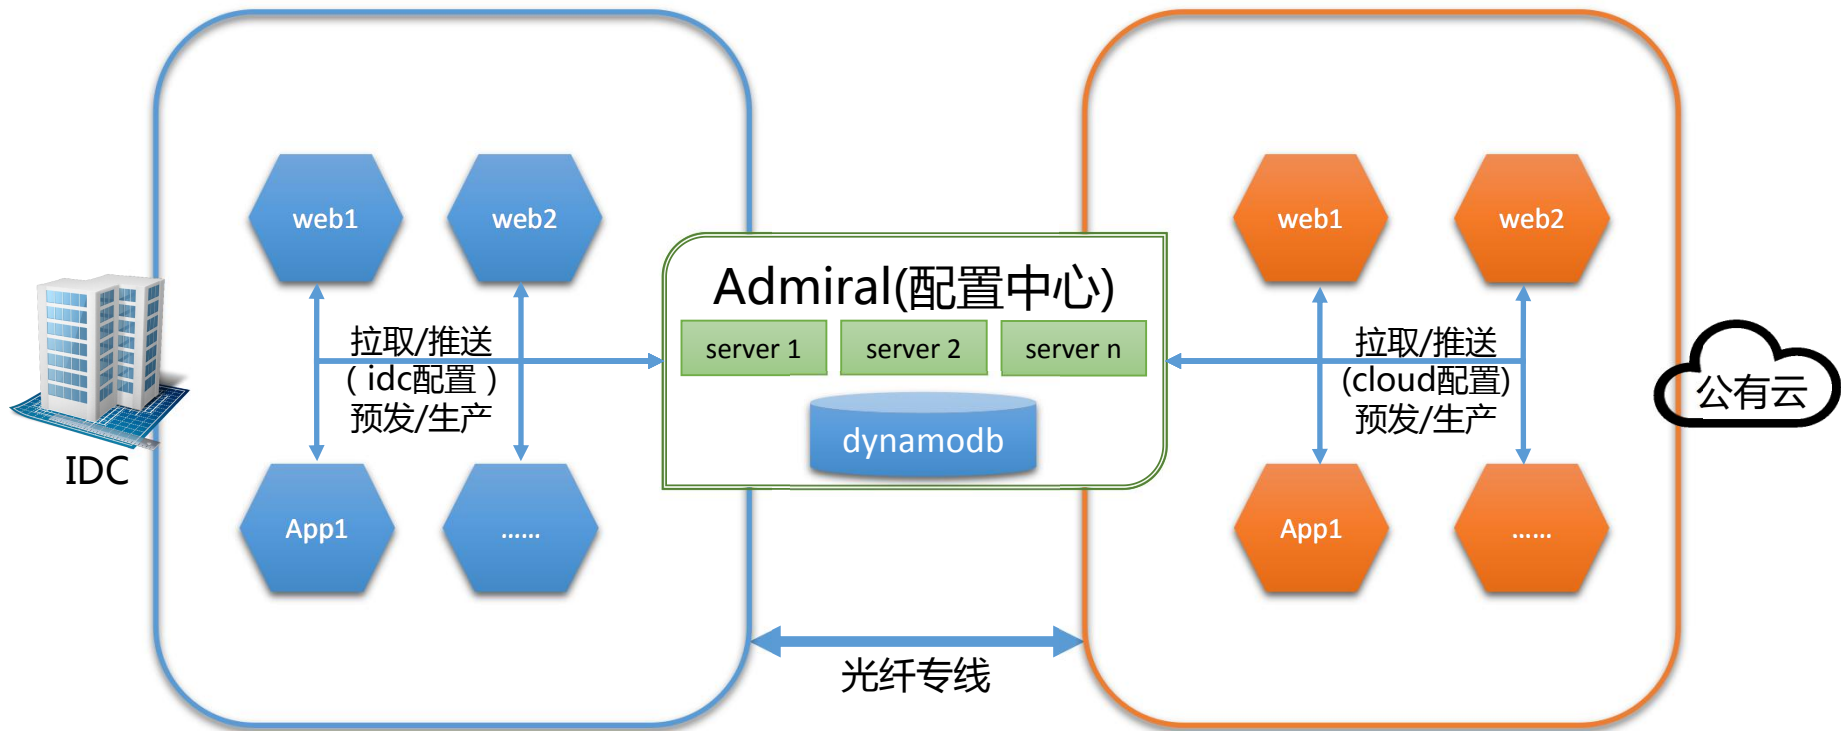 web1
web2
拉取/推送
（idc配置）
预发/生产
App1
......
IDC
Admiral(配置中心)
server 1
server 2
server n
dynamodb
光纤专线
web1
web2
拉取/推送
(cloud配置)
预发/生产
App1
......
公有云